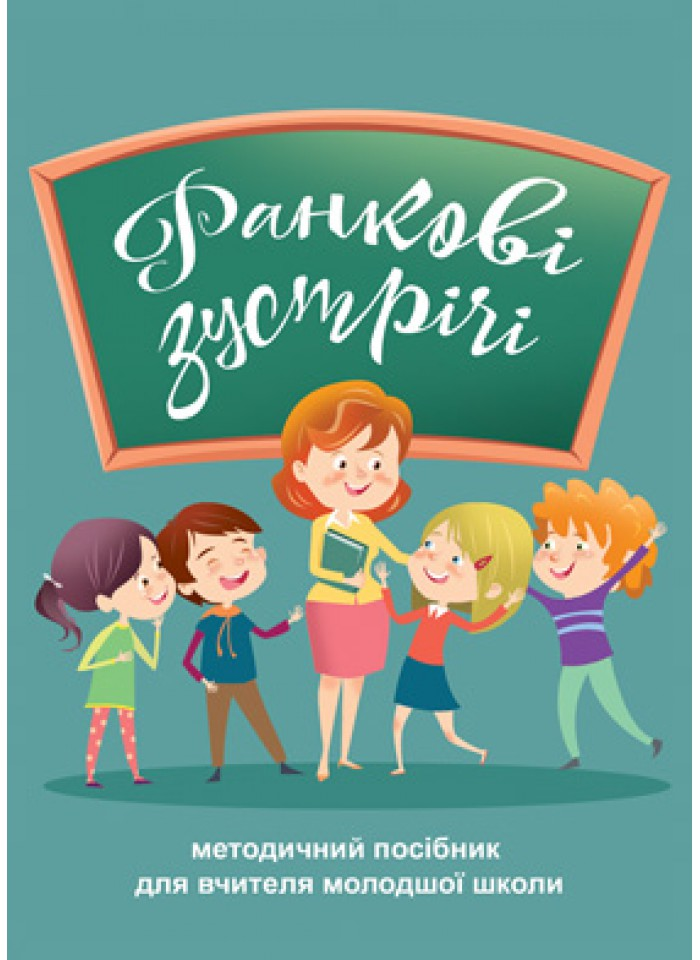 Ранкові
зустрічі
методичний посібник
для вчителя молодшої школи